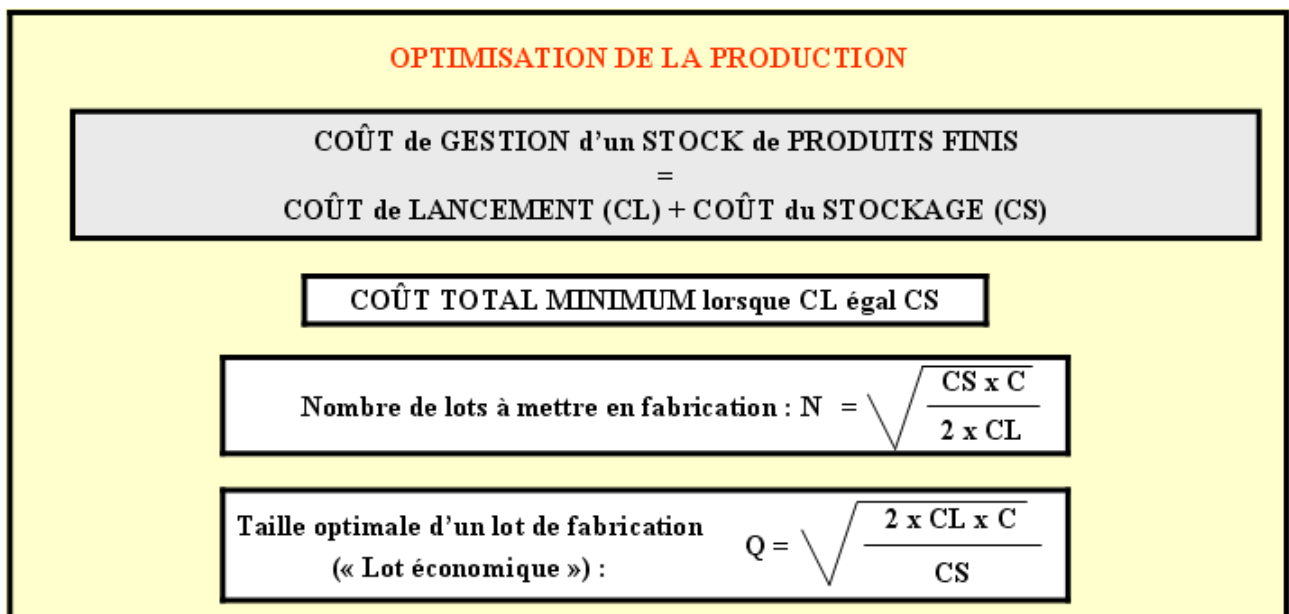 OPTIMISATION DE LA PRODUCTION
COÛT de GESTION d’un STOCK de PRODUITS FINIS
=
COÛT de LANCEMENT (CL) + COÛT du STOCKAGE (CS)
COÛT TOTAL MINIMUM lorsque CL égal CS
Nombre de lots à mettre en fabrication : N = √
CS x C
2 x CL
Taille optimale d’un lot de fabrication
(« Lot économique ») :
Q = √
2 x CL x C
CS